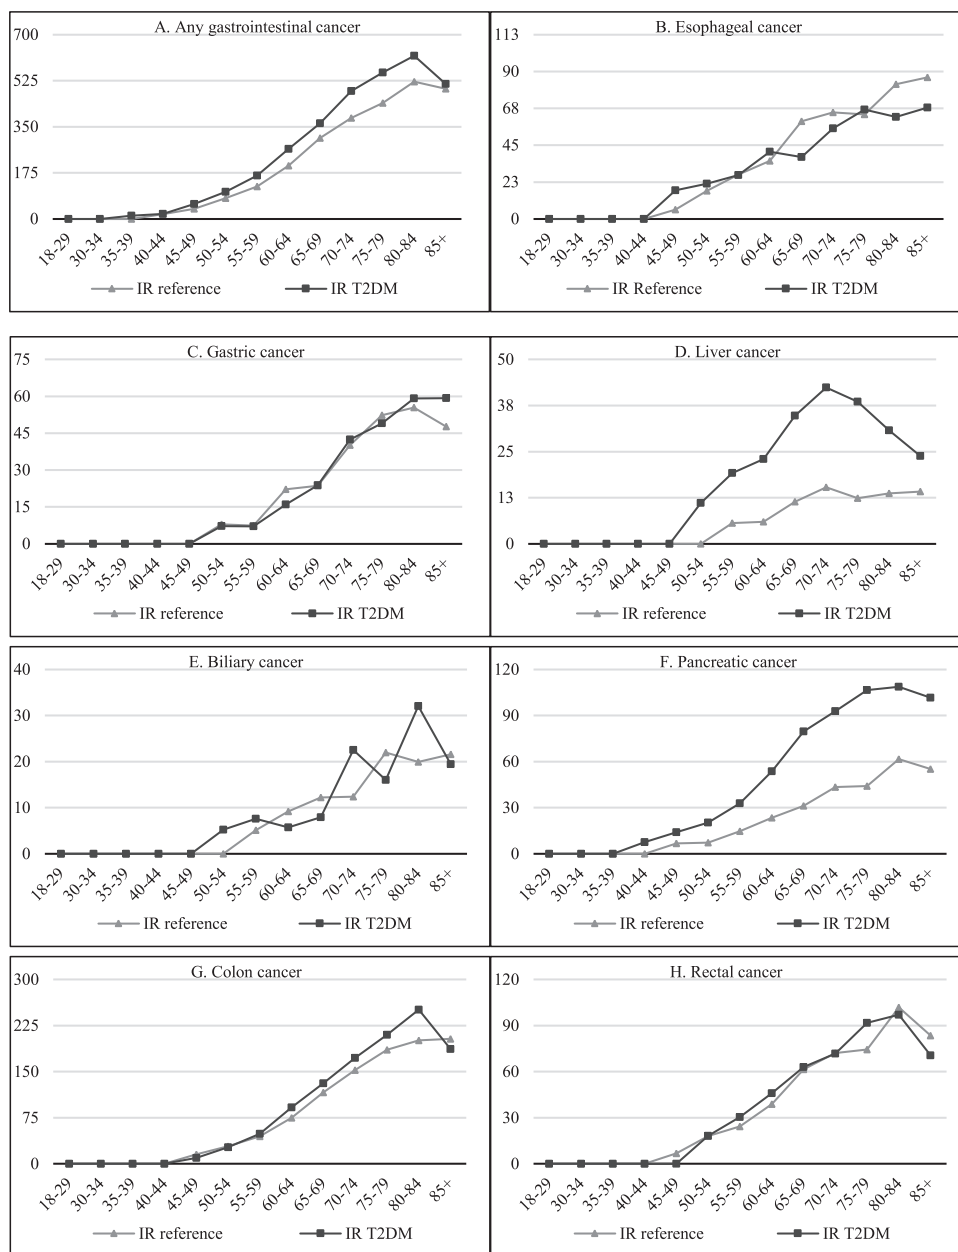 A. Any gastrointestinal cancer
700
525
350
175
0
18-29 30-34 35-39 40-44 45-49 50-54 55-59 60-64 65-69 70-74 75-79 80-84 85+
IR reference IR T2DM
B. Esophageal cancer
113
90
68
45
23
0
18-29 30-34 35-39 40-44 45-49 50-54 55-59 60-64 65-69 70-74 75-79 80-84 85+
IR Reference IR T2DM
C. Gastric cancer
75
60
45
30
15
0
18-29 30-34 35-39 40-44 45-49 50-54 55-59 60-64 65-69 70-74 75-79 80-84 85+
IR reference IR T2DM
D. Liver cancer
50
38
25
13
0
18-29 30-34 35-39 40-44 45-49 50-54 55-59 60-64 65-69 70-74 75-79 80-84 85+
IR reference IR T2DM
E. Biliary cancer
40
30
20
10
0
18-29 30-34 35-39 40-44 45-49 50-54 55-59 60-64 65-69 70-74 75-79 80-84 85+
IR reference IR T2DM
F. Pancreatic cancer
120
90
60
30
0
18-29 30-34 35-39 40-44 45-49 50-54 55-59 60-64 65-69 70-74 75-79 80-84 85+
IR reference IR T2DM
G. Colon cancer
300
225
150
75
0
18-29 30-34 35-39 40-44 45-49 50-54 55-59 60-64 65-69 70-74 75-79 80-84 85+
IR reference IR T2DM
H. Rectal cancer
120
90
60
30
0
18-29 30-34 35-39 40-44 45-49 50-54 55-59 60-64 65-69 70-74 75-79 80-84 85+
IR reference IR T2DM